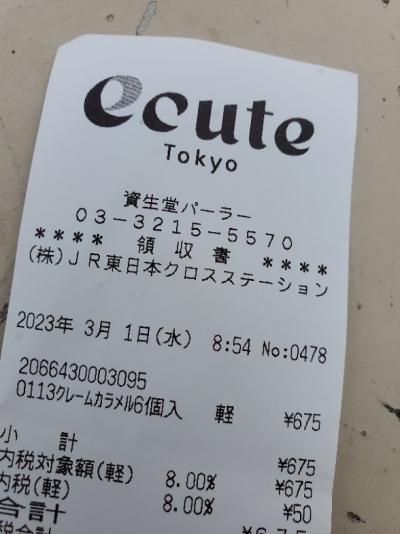 ecute
Tokyo
資生堂パーラー
03-3215-5570
**** 領 収 書 ****
(株)JR東日本クロスステーション
2023年 3月 1日(水) 8:54 No:0478
2066430003095
0113クレームカラメル6個入 軽 ¥675
小 計 ¥675
内税対象額(軽) 8.00% ¥675
内税(軽) 8.00% ¥50
合計